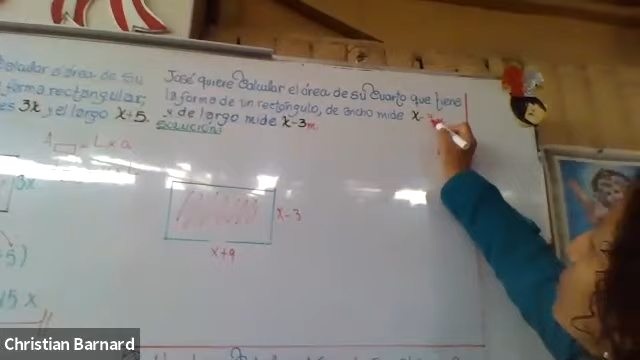 Calcular el área de su
forma rectangular,
es 3x y el largo x+5.
A = L x a
3x
+5)
15x
José quiere Calcular el área de su Cuarto que tiene
la forma de un rectángulo, de ancho mide x-
y de largo mide x-3m.
SOLUCIÓN
x-3
x+9
Christian Barnard